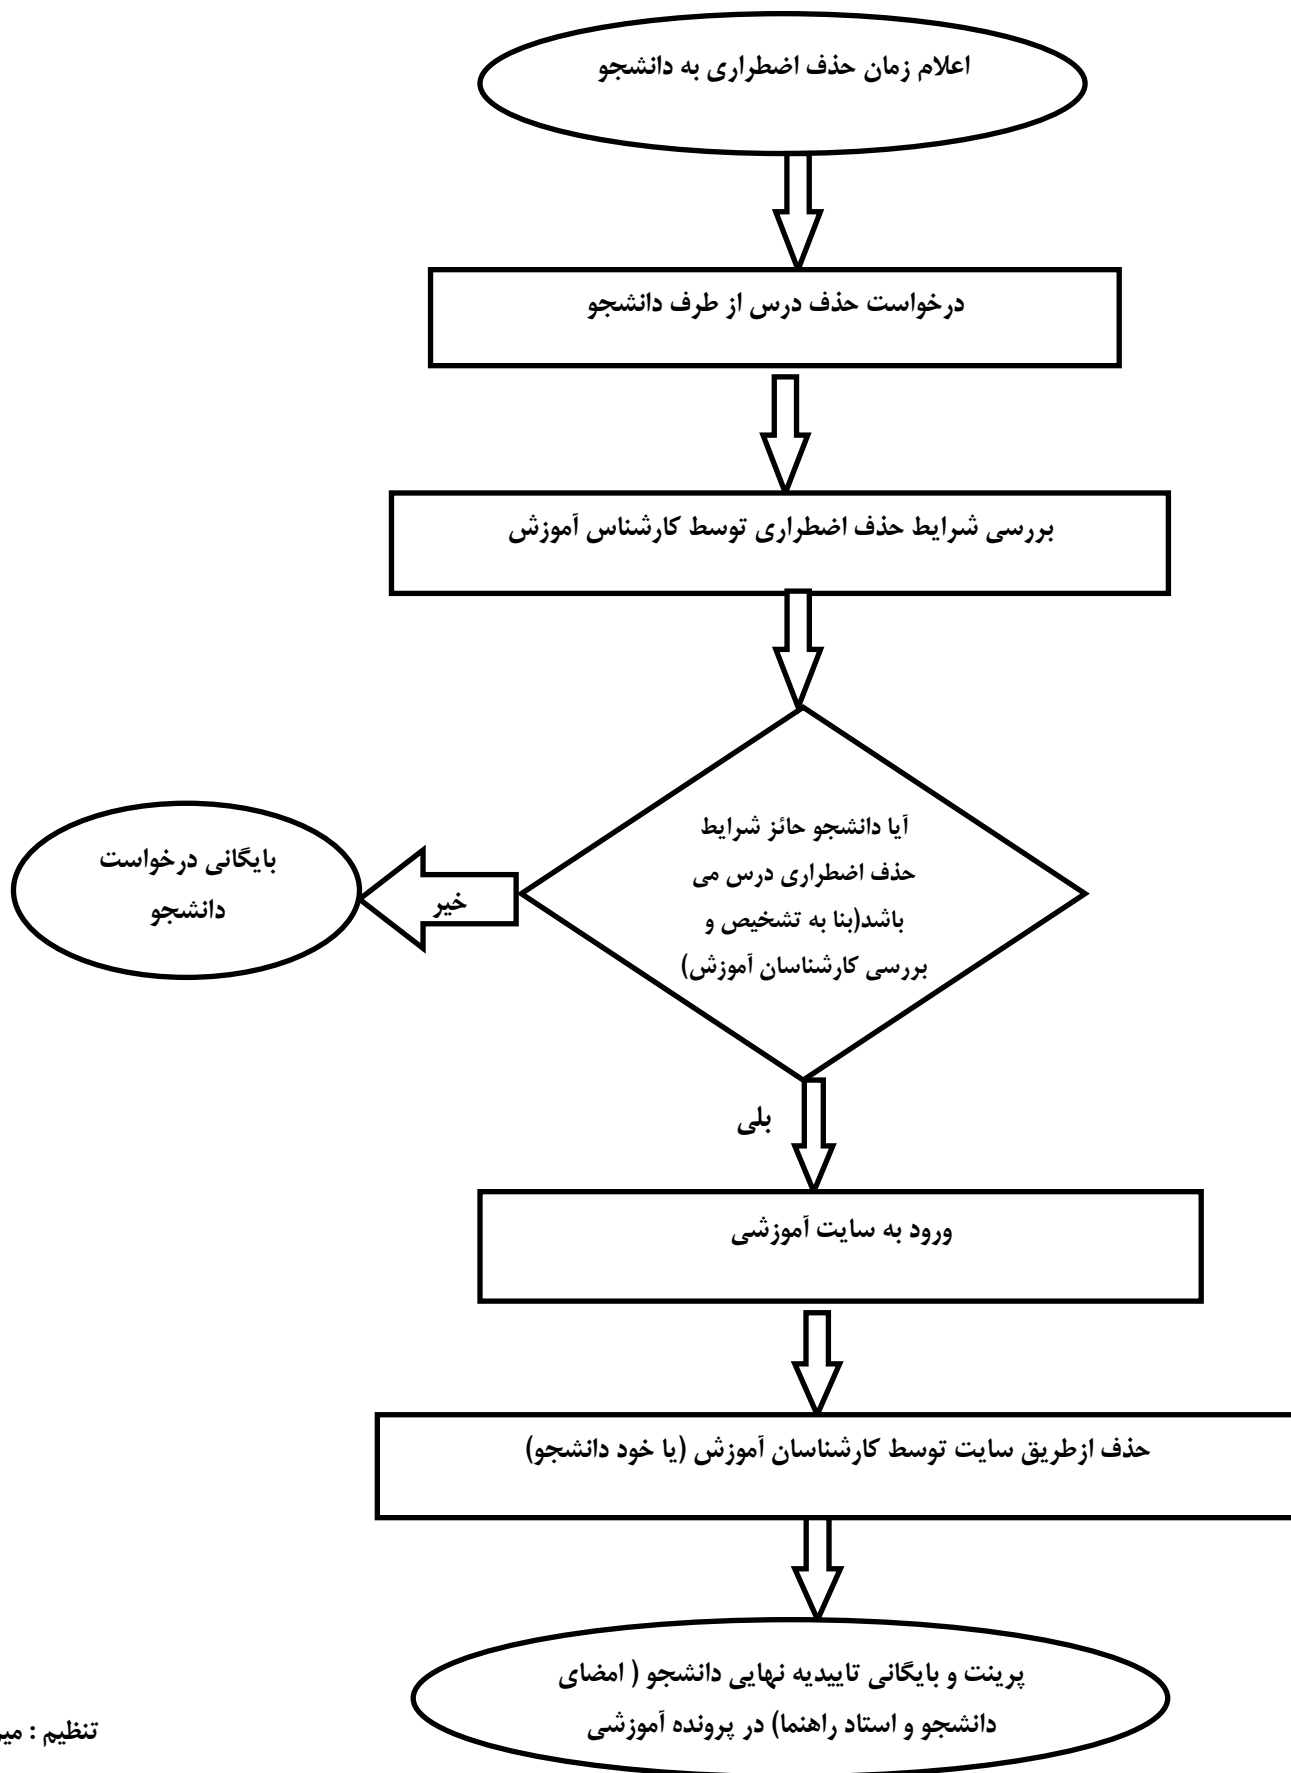 اعلام زمان حذف اضطراری به دانشجو
درخواست حذف درس از طرف دانشجو
بررسی شرایط حذف اضطراری توسط کارشناس آموزش
آیا دانشجو حائز شرایط
حذف اضطراری درس می
باشد(بنا به تشخیص و
بررسی کارشناسان آموزش)
خیر
بایگانی درخواست
دانشجو
بلی
ورود به سایت آموزشی
حذف ازطریق سایت توسط کارشناسان آموزش (یا خود دانشجو)
پرینت و بایگانی تاییدیه نهایی دانشجو ( امضای
دانشجو و استاد راهنما) در پرونده آموزشی
تنظیم :